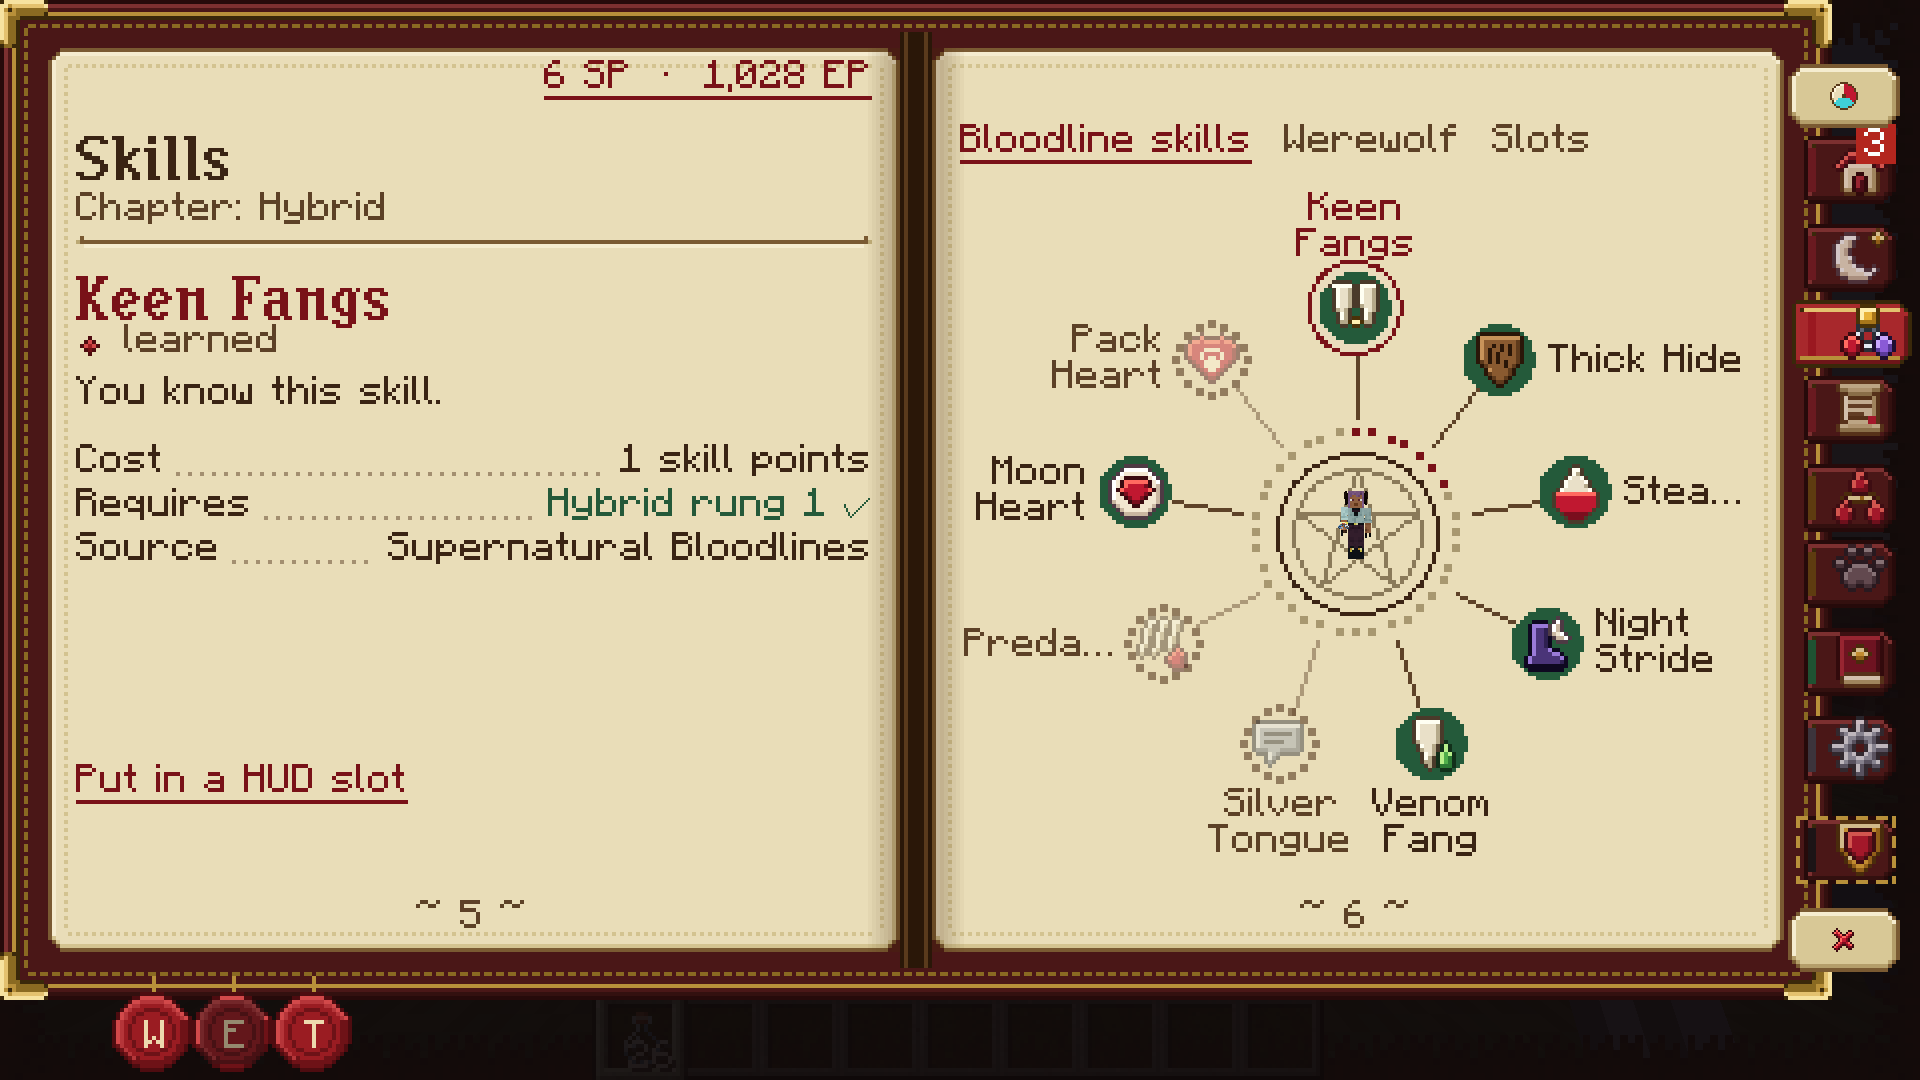 6 SP · 1,028 EP
Skills
Chapter: Hybrid
Keen Fangs
learned
You know this skill.
Cost 1 skill points
Requires Hybrid rung 1 ✓
Source Supernatural Bloodlines
Put in a HUD slot
~ 5 ~
Bloodline skills Werewolf Slots
Keen
Fangs
Pack
Heart
Thick Hide
Moon
Heart
Stea...
Preda...
Night
Stride
Silver
Tongue
Venom
Fang
~ 6 ~
3
W E T
26